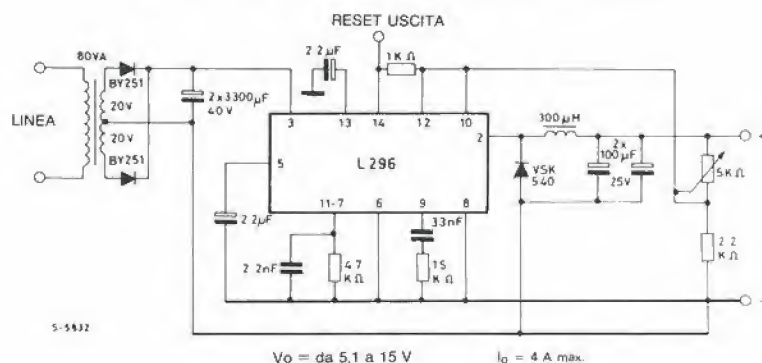 RESET USCITA
80VA
BY251
20V
20V
BY251
LINEA
2x3300µF
40V
2.2µF
1KΩ
3
13
14
12
10
5
L296
2
11-7
6
9
8
2.2µF
2.2nF
4.7
KΩ
33nF
15
KΩ
300µH
VSK
540
2x
100µF
25V
5KΩ
2.2
KΩ
+
-
S-5832
Vo = da 5,1 a 15 V
Io = 4 A max.